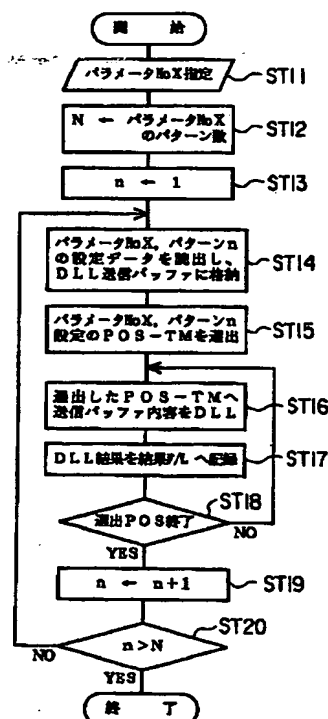 開 始
パラメータNoX指定
ST11
N ← パラメータNoX
のパターン数
ST12
n ← 1
ST13
パラメータNoX, パターンn
の設定データを読出し、
DLL送信バッファに格納
ST14
パラメータNoX, パターンn
設定のPOS-TMを選出
ST15
選出したPOS-TMへ
送信バッファ内容をDLL
ST16
DLL結果を結果F/Lへ記録
ST17
選出POS終了
ST18
NO
YES
n ← n+1
ST19
n>N
ST20
NO
YES
終 了